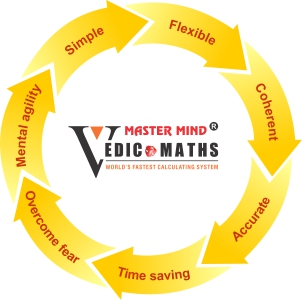 Simple
Flexible
Coherent
Accurate
Time saving
Overcome fear
Mental agility
MASTER MIND ®
VEDIC MATHS
WORLD'S FASTEST CALCULATING SYSTEM